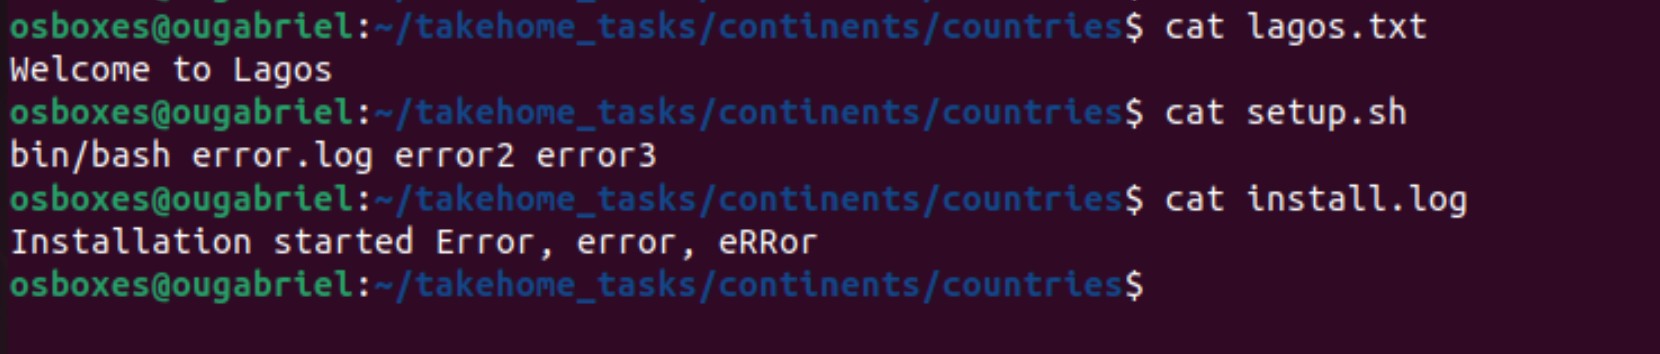 osboxes@ougabriel:~/takehome_tasks/continents/countries$ cat lagos.txt
Welcome to Lagos
osboxes@ougabriel:~/takehome_tasks/continents/countries$ cat setup.sh
bin/bash error.log error2 error3
osboxes@ougabriel:~/takehome_tasks/continents/countries$ cat install.log
Installation started Error, error, eRRor
osboxes@ougabriel:~/takehome_tasks/continents/countries$